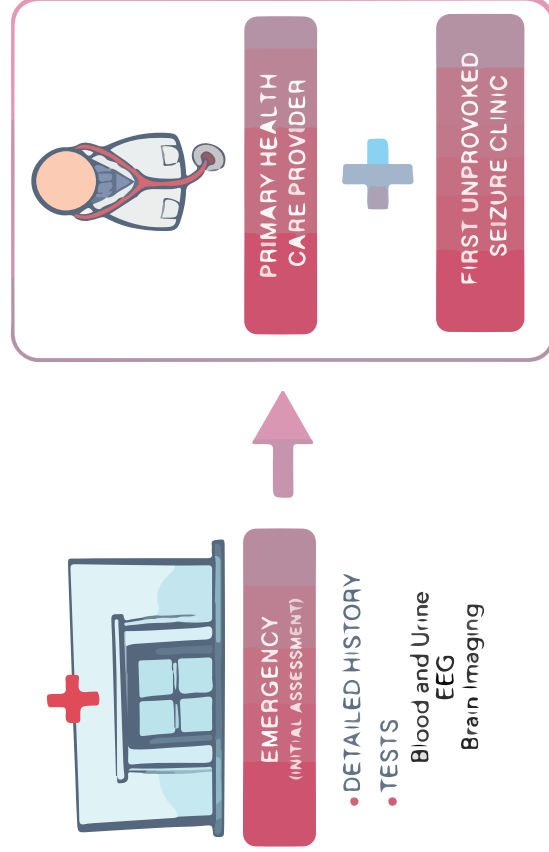 EMERGENCY
(INITIAL ASSESSMENT)
• DETAILED HISTORY
• TESTS
Blood and Urine
EEG
Brain Imaging
PRIMARY HEALTH
CARE PROVIDER
FIRST UNPROVOKED
SEIZURE CLINIC